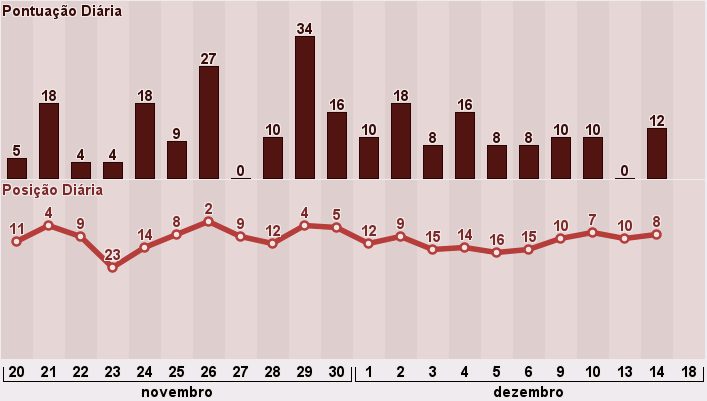 Pontuação Diária
5 18 4 4 18 9 27 0 10 34 16 10 18 8 16 8 8 10 10 0 12
Posição Diária
11 4 9 23 14 8 2 9 12 4 5 12 9 15 14 16 15 10 7 10 8
20 21 22 23 24 25 26 27 28 29 30 1 2 3 4 5 6 9 10 13 14 18
novembro dezembro